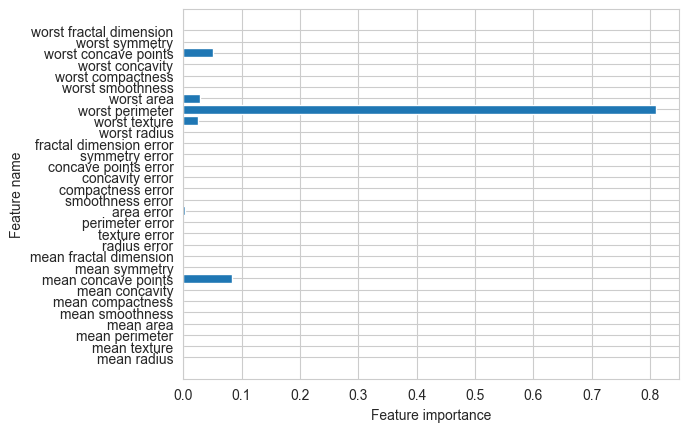 worst fractal dimension
worst symmetry
worst concave points
worst concavity
worst compactness
worst smoothness
worst area
worst perimeter
worst texture
worst radius
fractal dimension error
symmetry error
concave points error
concavity error
compactness error
smoothness error
area error
perimeter error
texture error
radius error
mean fractal dimension
mean symmetry
mean concave points
mean concavity
mean compactness
mean smoothness
mean area
mean perimeter
mean texture
mean radius
Feature name
0.0 0.1 0.2 0.3 0.4 0.5 0.6 0.7 0.8
Feature importance